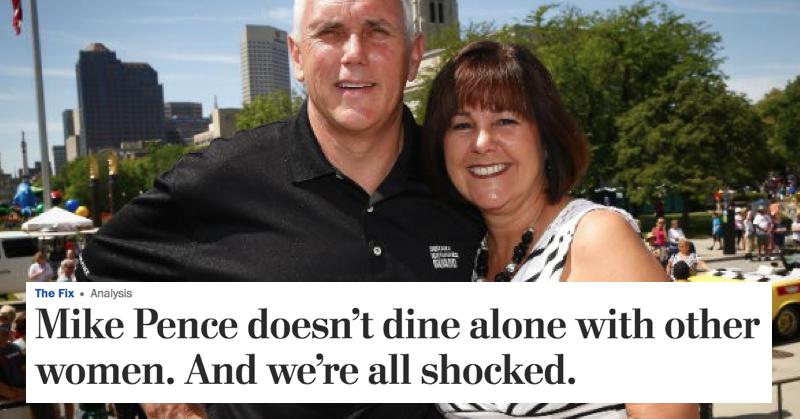 The Fix • Analysis
Mike Pence doesn't dine alone with other
women. And we're all shocked.